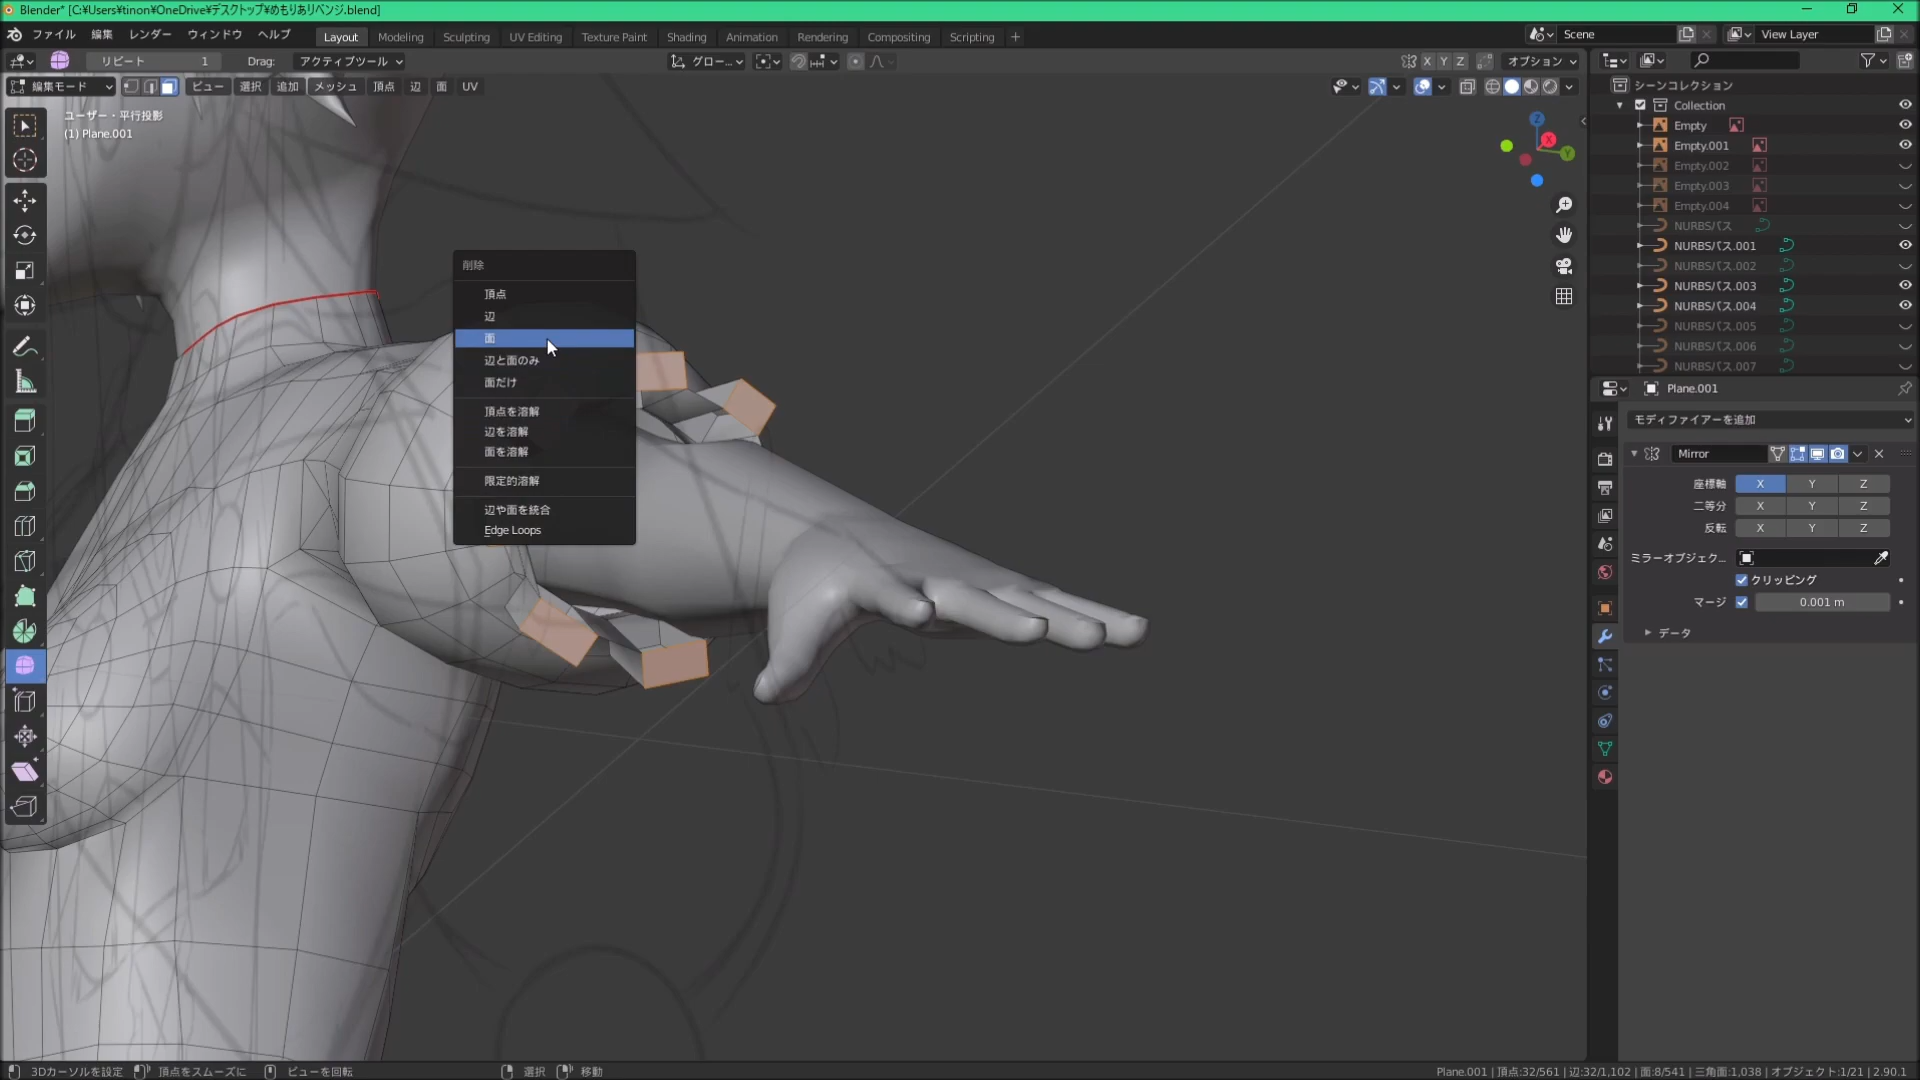 Blender* [C:¥Users¥tinon¥OneDrive¥デスクトップ¥めもりありベンジ.blend]
ファイル 編集 レンダー ウィンドウ ヘルプ Layout Modeling Sculpting UV Editing Texture Paint Shading Animation Rendering Compositing Scripting + Scene View Layer
リピート 1 Drag: アクティブツール グロー... X Y Z オプション
編集モード ビュー 選択 追加 メッシュ 頂点 辺 面 UV
ユーザー・平行投影
(1) Plane.001
Z
X
Y
削除
頂点
辺
面
辺と面のみ
面だけ
頂点を溶解
辺を溶解
面を溶解
限定的溶解
辺や面を統合
Edge Loops
シーンコレクション
Collection
Empty
Empty.001
Empty.002
Empty.003
Empty.004
NURBSパス
NURBSパス.001
NURBSパス.002
NURBSパス.003
NURBSパス.004
NURBSパス.005
NURBSパス.006
NURBSパス.007
Plane.001
モディファイアーを追加
Mirror
座標軸 X Y Z
二等分 X Y Z
反転 X Y Z
ミラーオブジェク...
クリッピング
マージ 0.001 m
データ
3Dカーソルを設定 頂点をスムーズに ビューを回転 選択 移動 Plane.001 | 頂点:32/561 | 辺:32/1,102 | 面:8/541 | 三角面:1,038 | オブジェクト:1/21 | 2.90.1